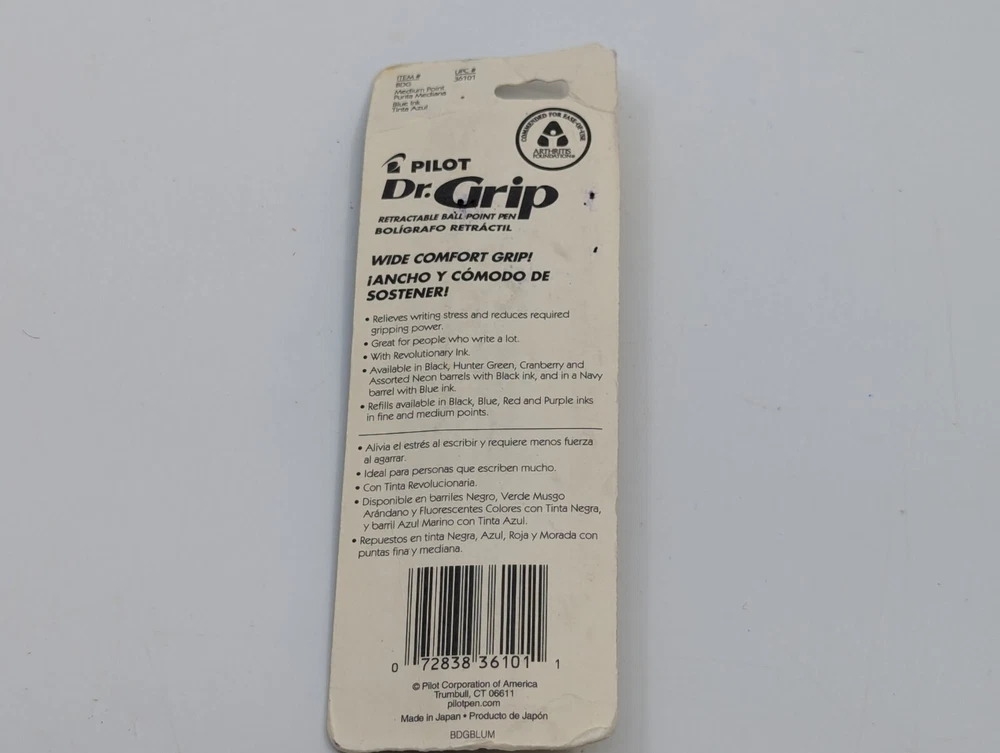 ITEM #
BDG
Medium Point
Punta Mediana
Blue Ink
Tinta Azul
UPC #
36101
COMMENDED FOR EASE-OF-USE
ARTHRITIS
FOUNDATION®
PILOT
Dr. Grip
RETRACTABLE BALL POINT PEN
BOLÍGRAFO RETRÁCTIL
WIDE COMFORT GRIP!
¡ANCHO Y CÓMODO DE
SOSTENER!
• Relieves writing stress and reduces required
gripping power.
• Great for people who write a lot.
• With Revolutionary Ink.
• Available in Black, Hunter Green, Cranberry and
Assorted Neon barrels with Black ink, and in a Navy
barrel with Blue ink.
• Refills available in Black, Blue, Red and Purple inks
in fine and medium points.
• Alivia el estrés al escribir y requiere menos fuerza
al agarrar.
• Ideal para personas que escriben mucho.
• Con Tinta Revolucionaria.
• Disponible en barriles Negro, Verde Musgo
Arándano y Fluorescentes Colores con Tinta Negra,
y barril Azul Marino con Tinta Azul.
• Repuestos en tinta Negra, Azul, Roja y Morada con
puntas fina y mediana.
0 72838 36101 1
© Pilot Corporation of America
Trumbull, CT 06611
pilotpen.com
Made in Japan • Producto de Japón
BDGBLUM